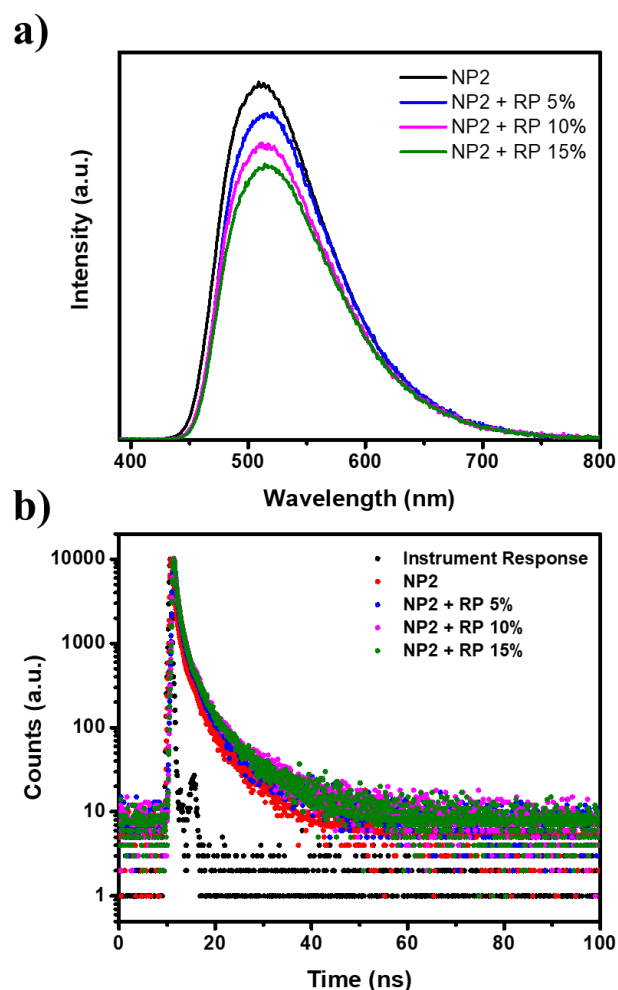 a)
NP2
NP2 + RP 5%
NP2 + RP 10%
NP2 + RP 15%
Intensity (a.u.)
400 500 600 700 800
Wavelength (nm)
b)
10000
1000
100
10
1
Instrument Response
NP2
NP2 + RP 5%
NP2 + RP 10%
NP2 + RP 15%
Counts (a.u.)
0 20 40 60 80 100
Time (ns)